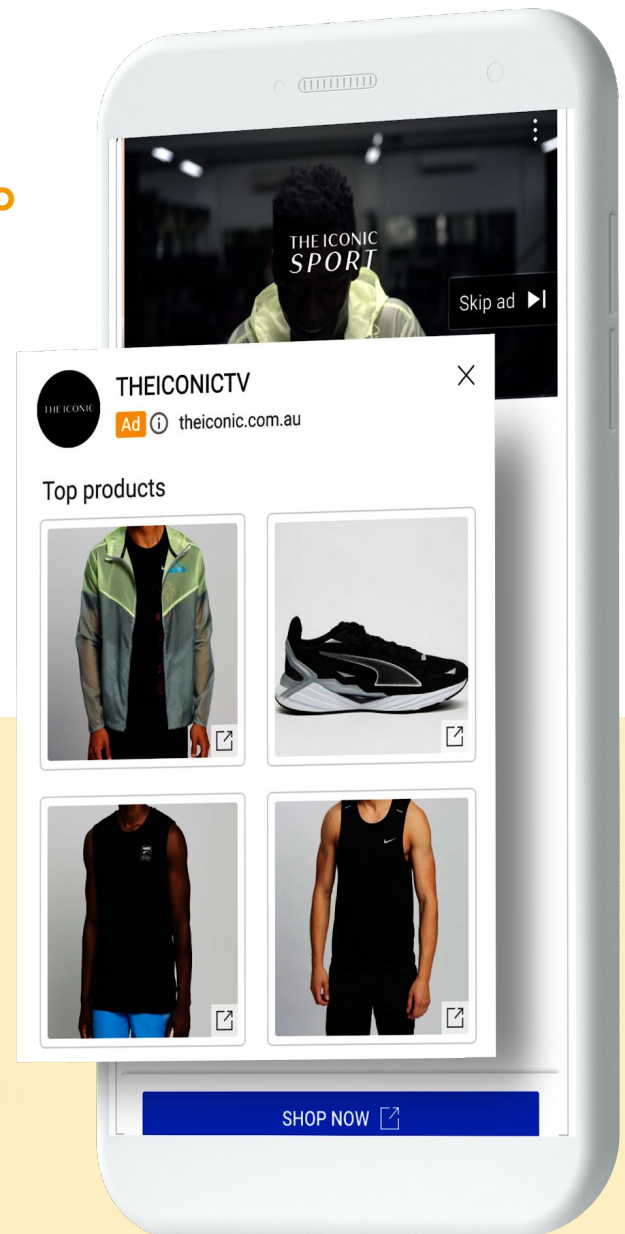 THE ICONIC
SPORT
Skip ad
THE ICONIC
THEICONICTV
Ad theiconic.com.au
Top products
SHOP NOW